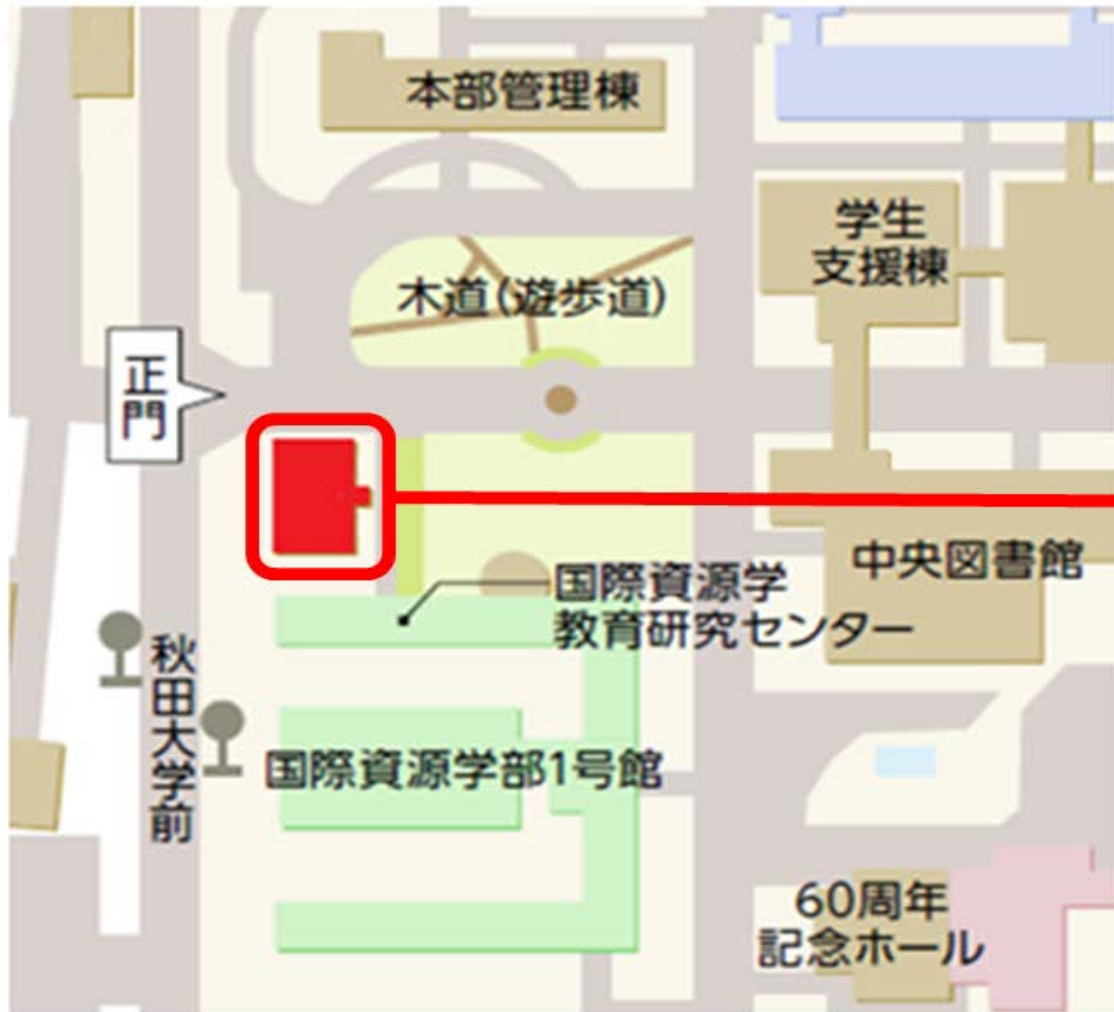 本部管理棟
学生
支援棟
木道(遊歩道)
正門
中央図書館
国際資源学
教育研究センター
秋田大学前
国際資源学部1号館
60周年
記念ホール